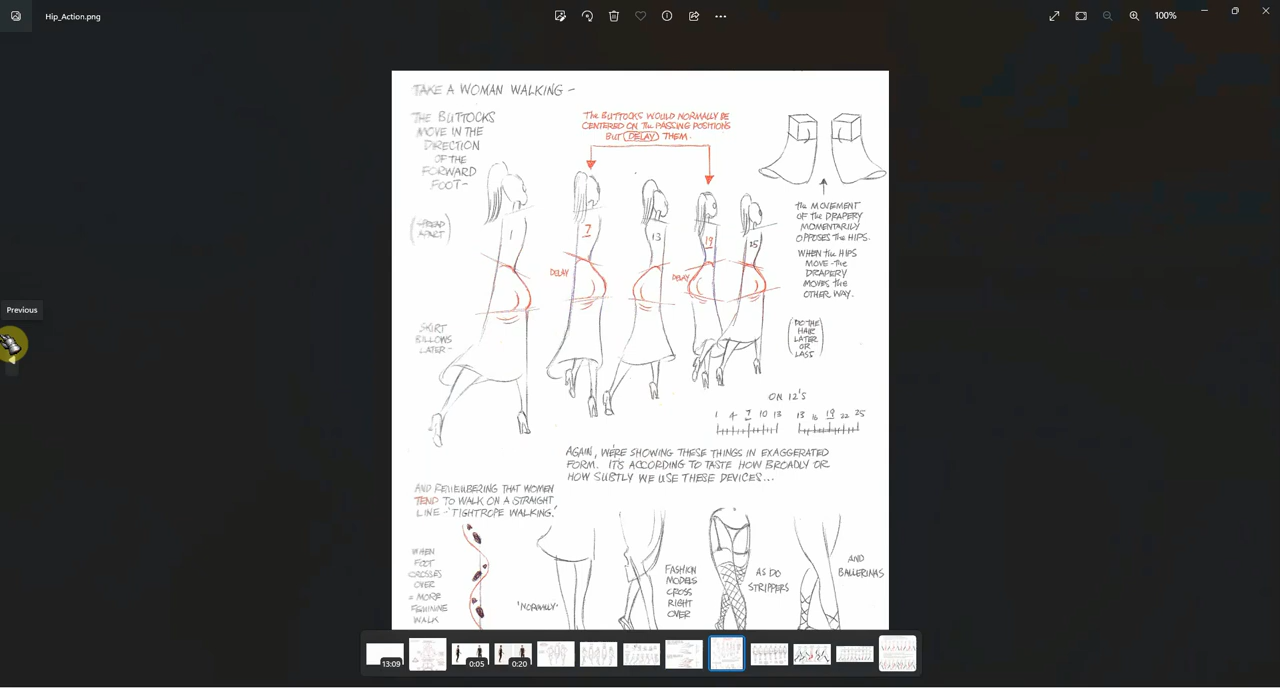 Hip_Action.png
100%
TAKE A WOMAN WALKING -
THE BUTTOCKS
MOVE IN THE
DIRECTION
OF THE
FORWARD
FOOT -
(SPREAD
APART)
THE BUTTOCKS WOULD NORMALLY BE
CENTERED ON THE PASSING POSITIONS
BUT DELAY THEM.
1
7
13
19
25
DELAY
DELAY
SKIRT
BILLOWS
LATER -
THE MOVEMENT
OF THE DRAPERY
MOMENTARILY
OPPOSES THE HIPS.
WHEN THE HIPS
MOVE - THE
DRAPERY
MOVES THE
OTHER WAY.
(DO THE
HAIR
LATER
OR
LAST)
ON 12'S
1 4 7 10 13
13 16 19 22 25
AGAIN, WE'RE SHOWING THESE THINGS IN EXAGGERATED
FORM. IT'S ACCORDING TO TASTE HOW BROADLY OR
HOW SUBTLY WE USE THESE DEVICES...
AND REMEMBERING THAT WOMEN
TEND TO WALK ON A STRAIGHT
LINE - 'TIGHTROPE WALKING.'
WHEN
FOOT
CROSSES
OVER
= MORE
FEMININE
WALK
'NORMALLY'
FASHION
MODELS
CROSS
RIGHT
OVER
AS DO
STRIPPERS
AND
BALLERINAS
Previous
13:09
0:05
0:20